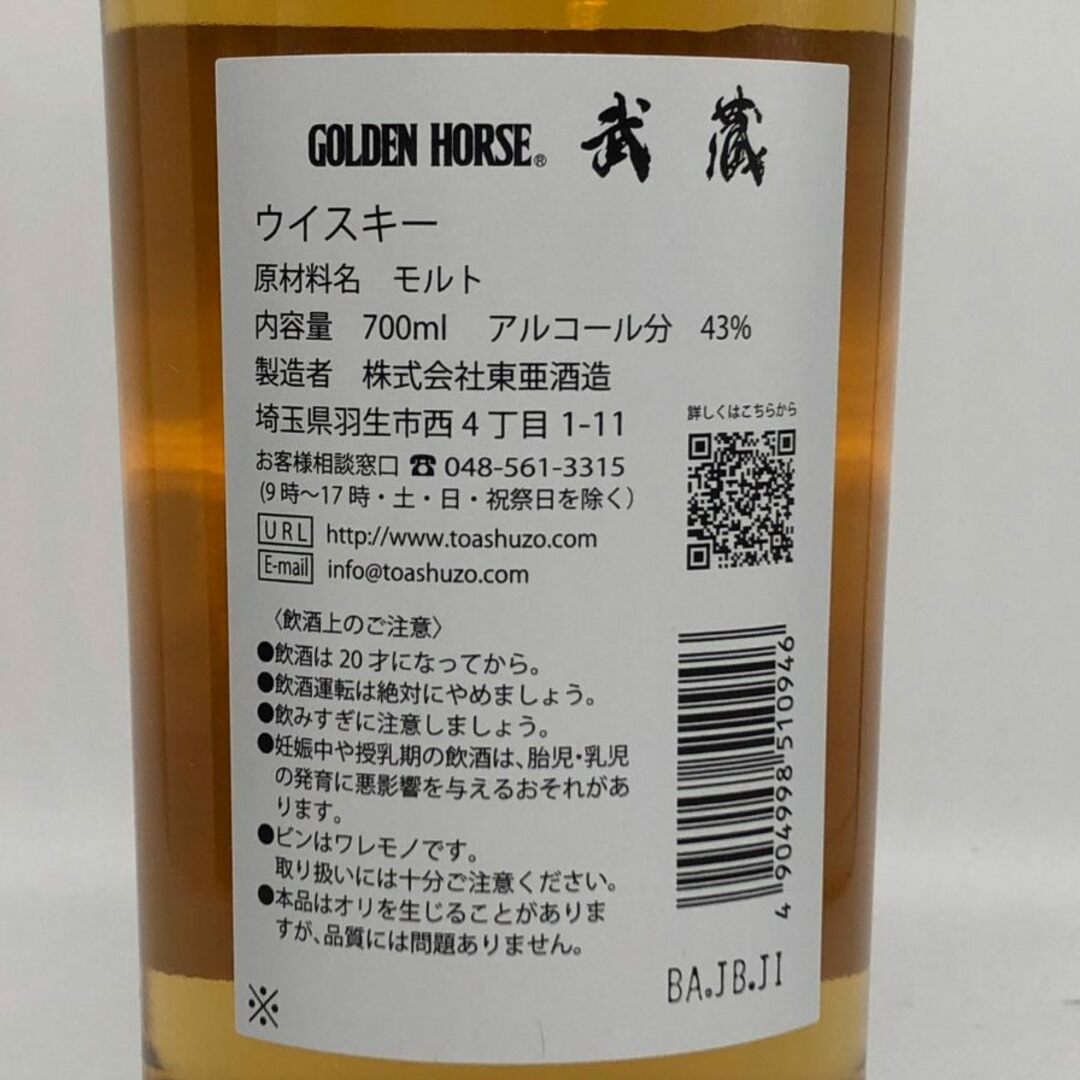 GOLDEN HORSE® 武蔵
ウイスキー
原材料名 モルト
内容量 700ml アルコール分 43%
製造者 株式会社東亜酒造
埼玉県羽生市西4丁目1-11
お客様相談窓口 ☎ 048-561-3315
(9時～17時・土・日・祝祭日を除く)
URL http://www.toashuzo.com
E-mail info@toashuzo.com
詳しくはこちらから
〈飲酒上のご注意〉
●飲酒は20才になってから。
●飲酒運転は絶対にやめましょう。
●飲みすぎに注意しましょう。
●妊娠中や授乳期の飲酒は、胎児・乳児
の発育に悪影響を与えるおそれがあ
ります。
●ビンはワレモノです。
取り扱いには十分ご注意ください。
●本品はオリを生じることがありま
すが、品質には問題ありません。
4904998510946
BA.JB.JI
※